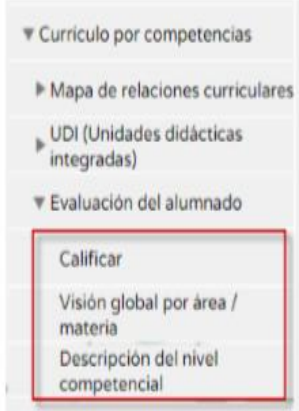 Currículo por competencias
Mapa de relaciones curriculares
UDI (Unidades didácticas
integradas)
Evaluación del alumnado
Calificar
Visión global por área /
materia
Descripción del nivel
competencial